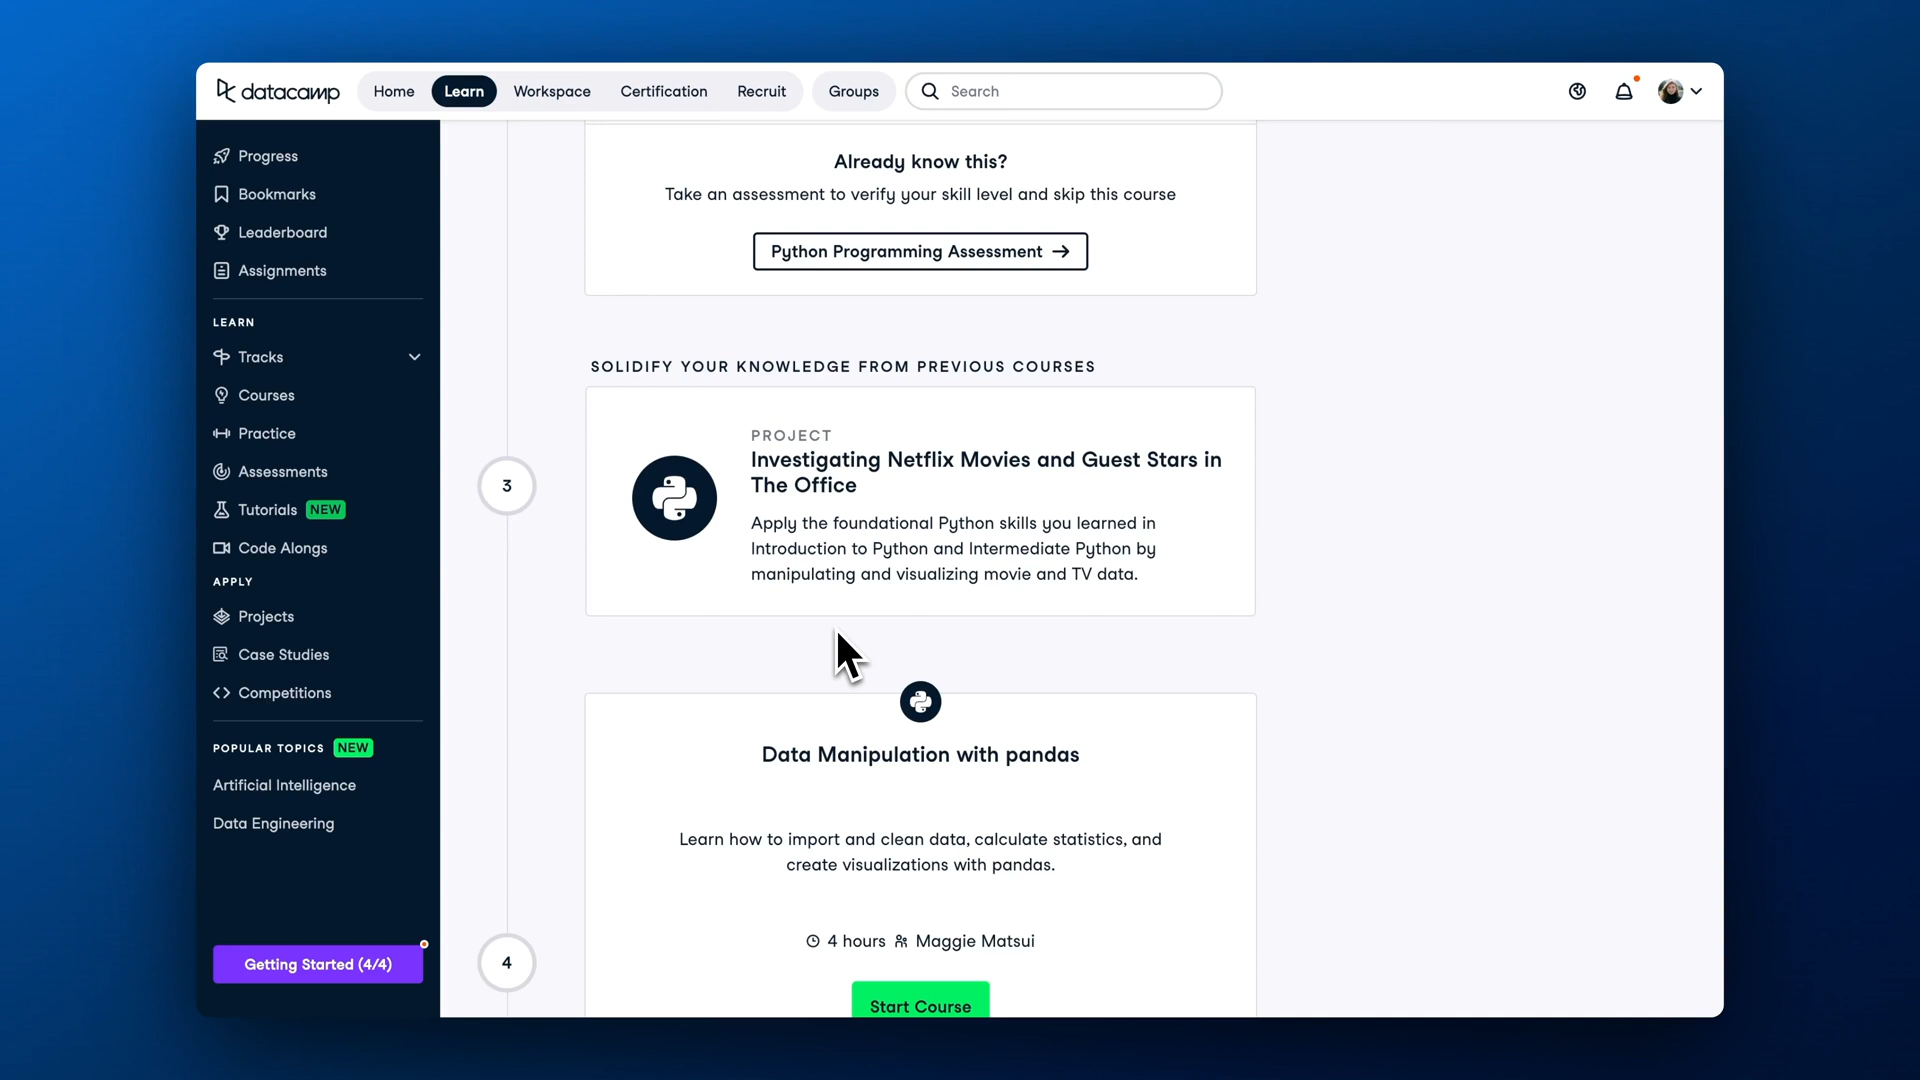 datacamp
Home
Learn
Workspace
Certification
Recruit
Groups
Search
Progress
Bookmarks
Leaderboard
Assignments
LEARN
Tracks
Courses
Practice
Assessments
Tutorials NEW
Code Alongs
APPLY
Projects
Case Studies
Competitions
POPULAR TOPICS NEW
Artificial Intelligence
Data Engineering
Getting Started (4/4)
Already know this?
Take an assessment to verify your skill level and skip this course
Python Programming Assessment →
SOLIDIFY YOUR KNOWLEDGE FROM PREVIOUS COURSES
3
PROJECT
Investigating Netflix Movies and Guest Stars in
The Office
Apply the foundational Python skills you learned in
Introduction to Python and Intermediate Python by
manipulating and visualizing movie and TV data.
Data Manipulation with pandas
Learn how to import and clean data, calculate statistics, and
create visualizations with pandas.
4 hours Maggie Matsui
4
Start Course